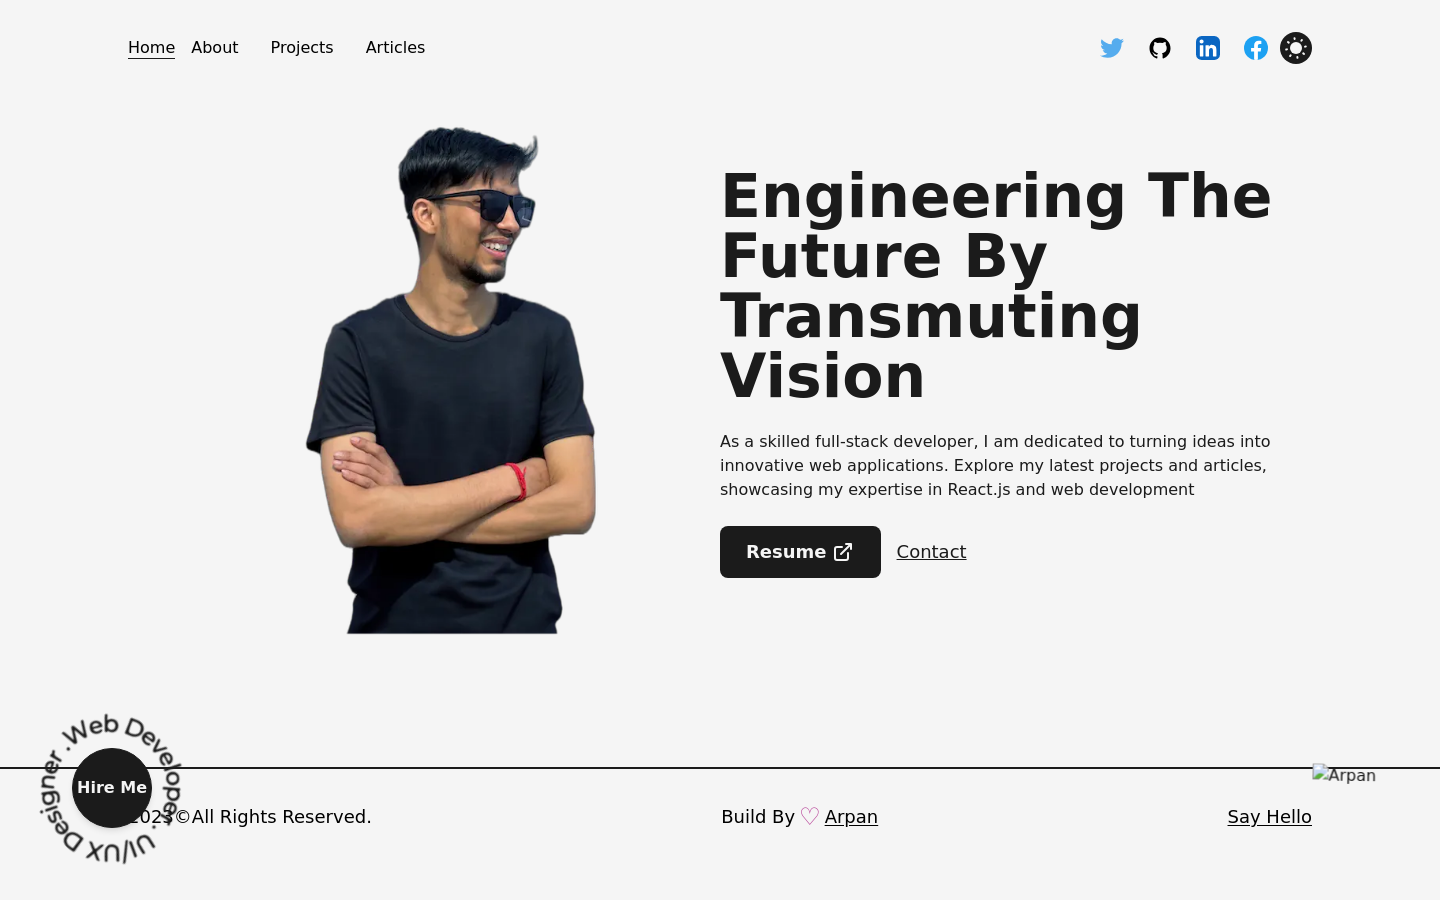 Home About Projects Articles
Engineering The
Future By
Transmuting
Vision
As a skilled full-stack developer, I am dedicated to turning ideas into
innovative web applications. Explore my latest projects and articles,
showcasing my expertise in React.js and web development
Resume Contact
Web Developer . UI/UX Designer .
Hire Me
Arpan
2023©All Rights Reserved.
Build By ♡ Arpan
Say Hello